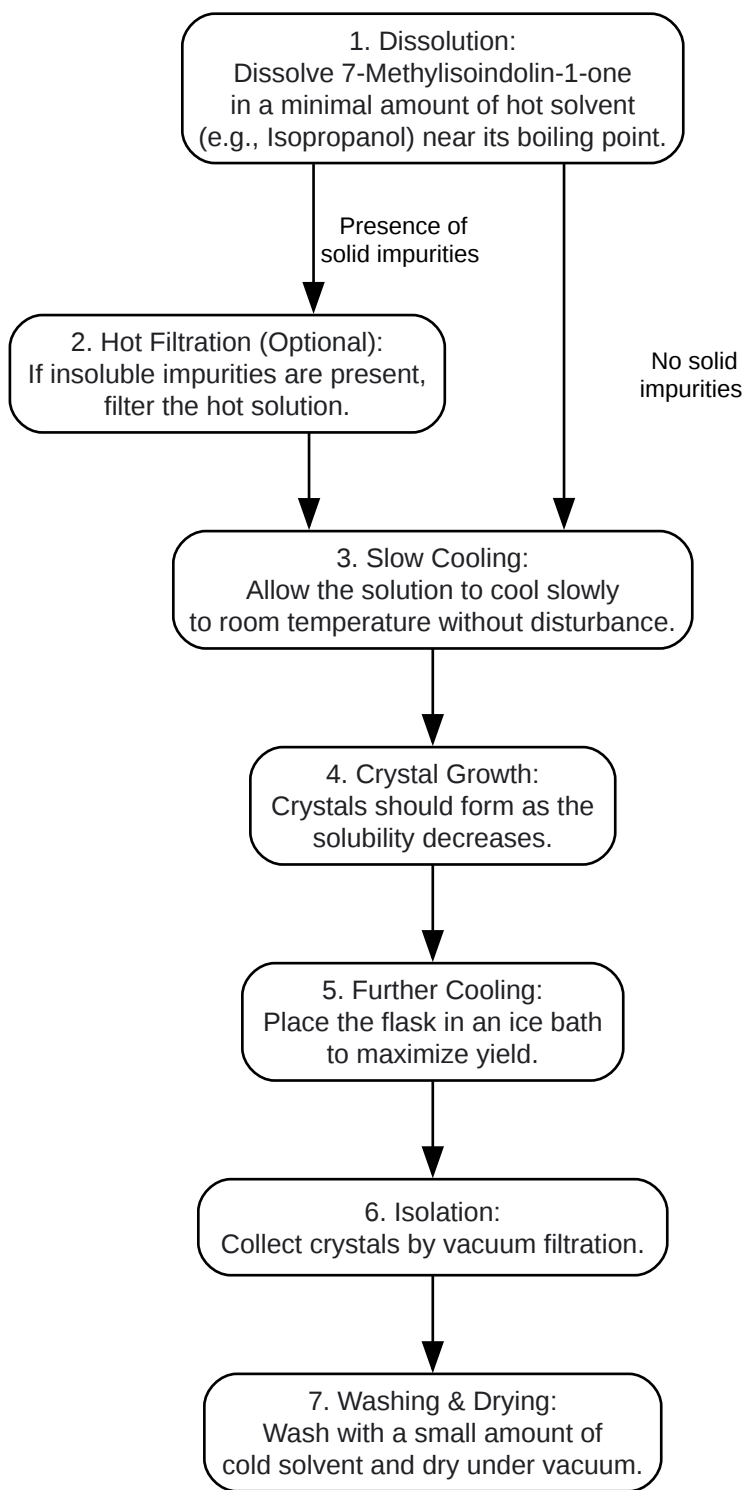 1. Dissolution:
Dissolve 7-Methylisoindolin-1-one
in a minimal amount of hot solvent
(e.g., Isopropanol) near its boiling point.
Presence of
solid impurities
2. Hot Filtration (Optional):
If insoluble impurities are present,
filter the hot solution.
No solid
impurities
3. Slow Cooling:
Allow the solution to cool slowly
to room temperature without disturbance.
4. Crystal Growth:
Crystals should form as the
solubility decreases.
5. Further Cooling:
Place the flask in an ice bath
to maximize yield.
6. Isolation:
Collect crystals by vacuum filtration.
7. Washing & Drying:
Wash with a small amount of
cold solvent and dry under vacuum.